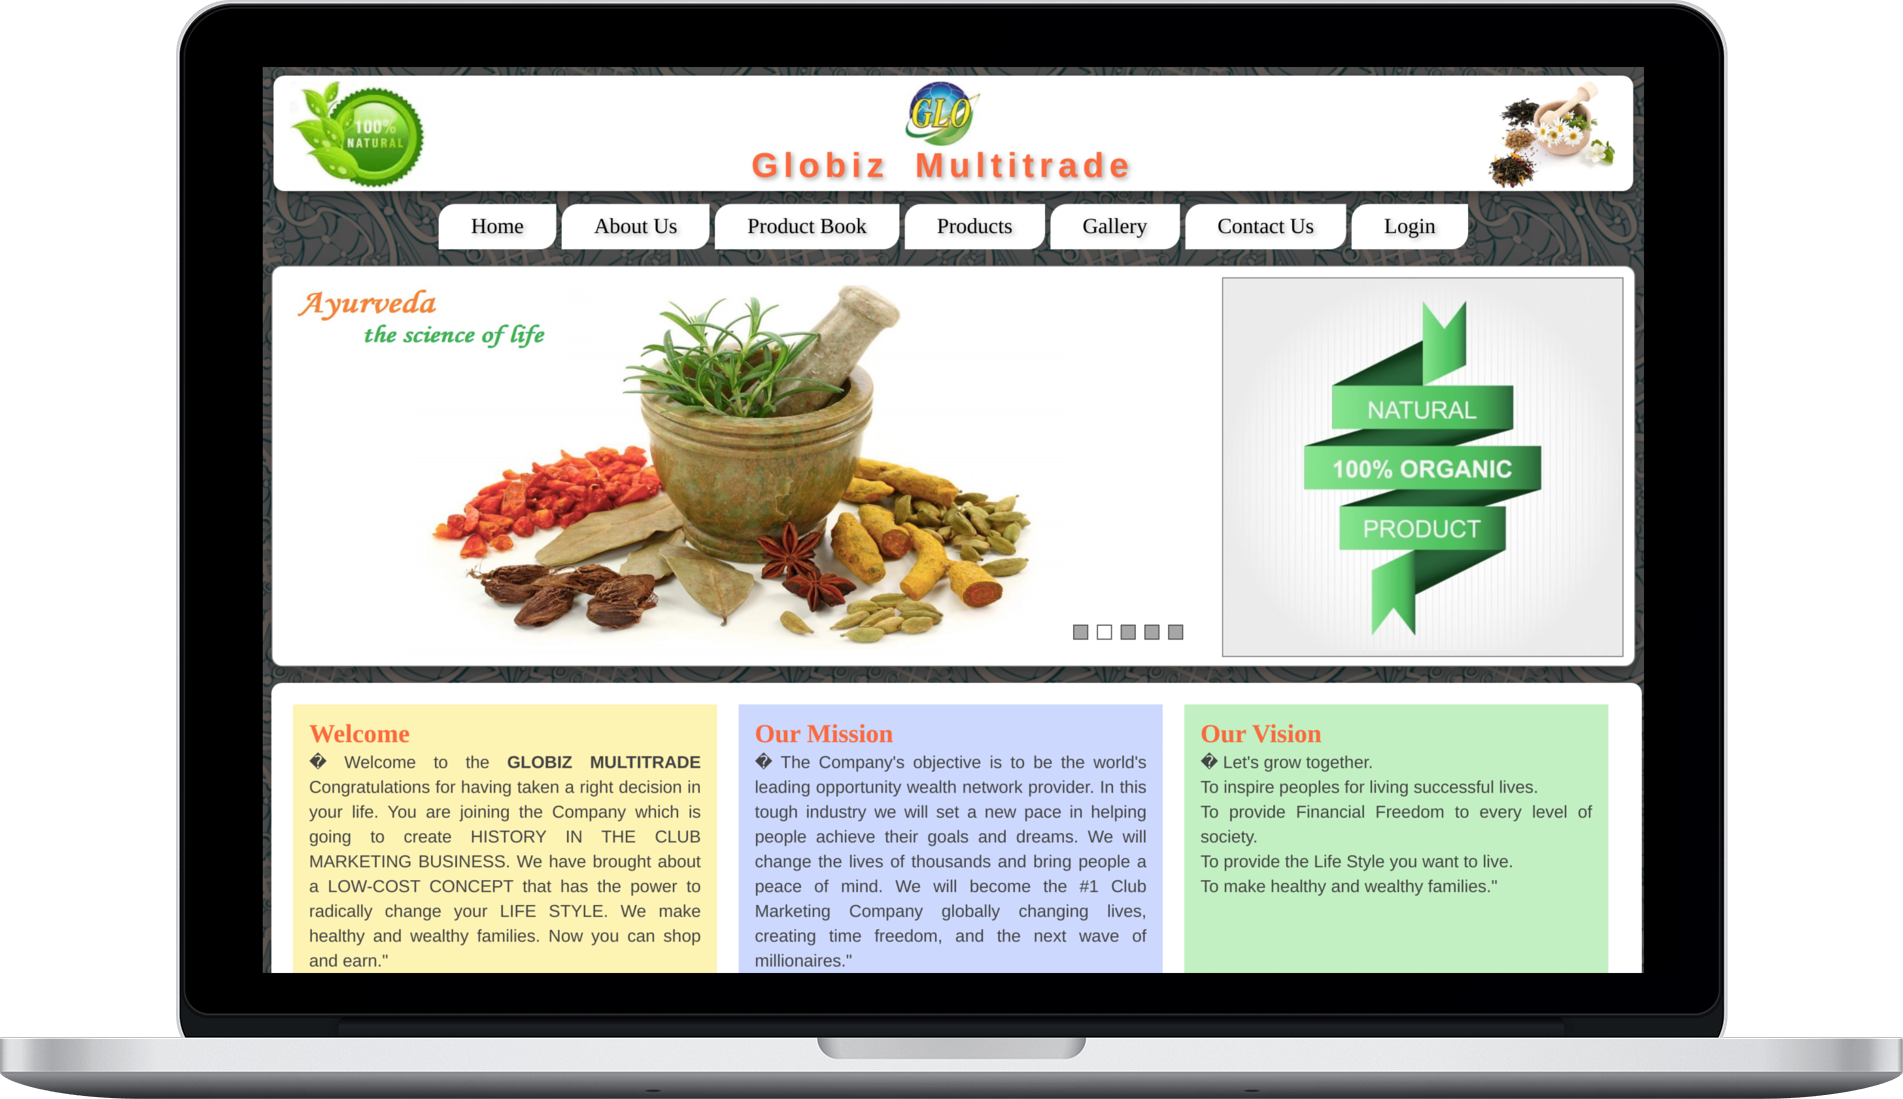 100%
NATURAL
GLO
Globiz Multitrade
Home About Us Product Book Products Gallery Contact Us Login
Ayurveda
the science of life
NATURAL
100% ORGANIC
PRODUCT
Welcome
� Welcome to the GLOBIZ MULTITRADE
Congratulations for having taken a right decision in
your life. You are joining the Company which is
going to create HISTORY IN THE CLUB
MARKETING BUSINESS. We have brought about
a LOW-COST CONCEPT that has the power to
radically change your LIFE STYLE. We make
healthy and wealthy families. Now you can shop
and earn."
Our Mission
� The Company's objective is to be the world's
leading opportunity wealth network provider. In this
tough industry we will set a new pace in helping
people achieve their goals and dreams. We will
change the lives of thousands and bring people a
peace of mind. We will become the #1 Club
Marketing Company globally changing lives,
creating time freedom, and the next wave of
millionaires."
Our Vision
� Let's grow together.
To inspire peoples for living successful lives.
To provide Financial Freedom to every level of
society.
To provide the Life Style you want to live.
To make healthy and wealthy families."